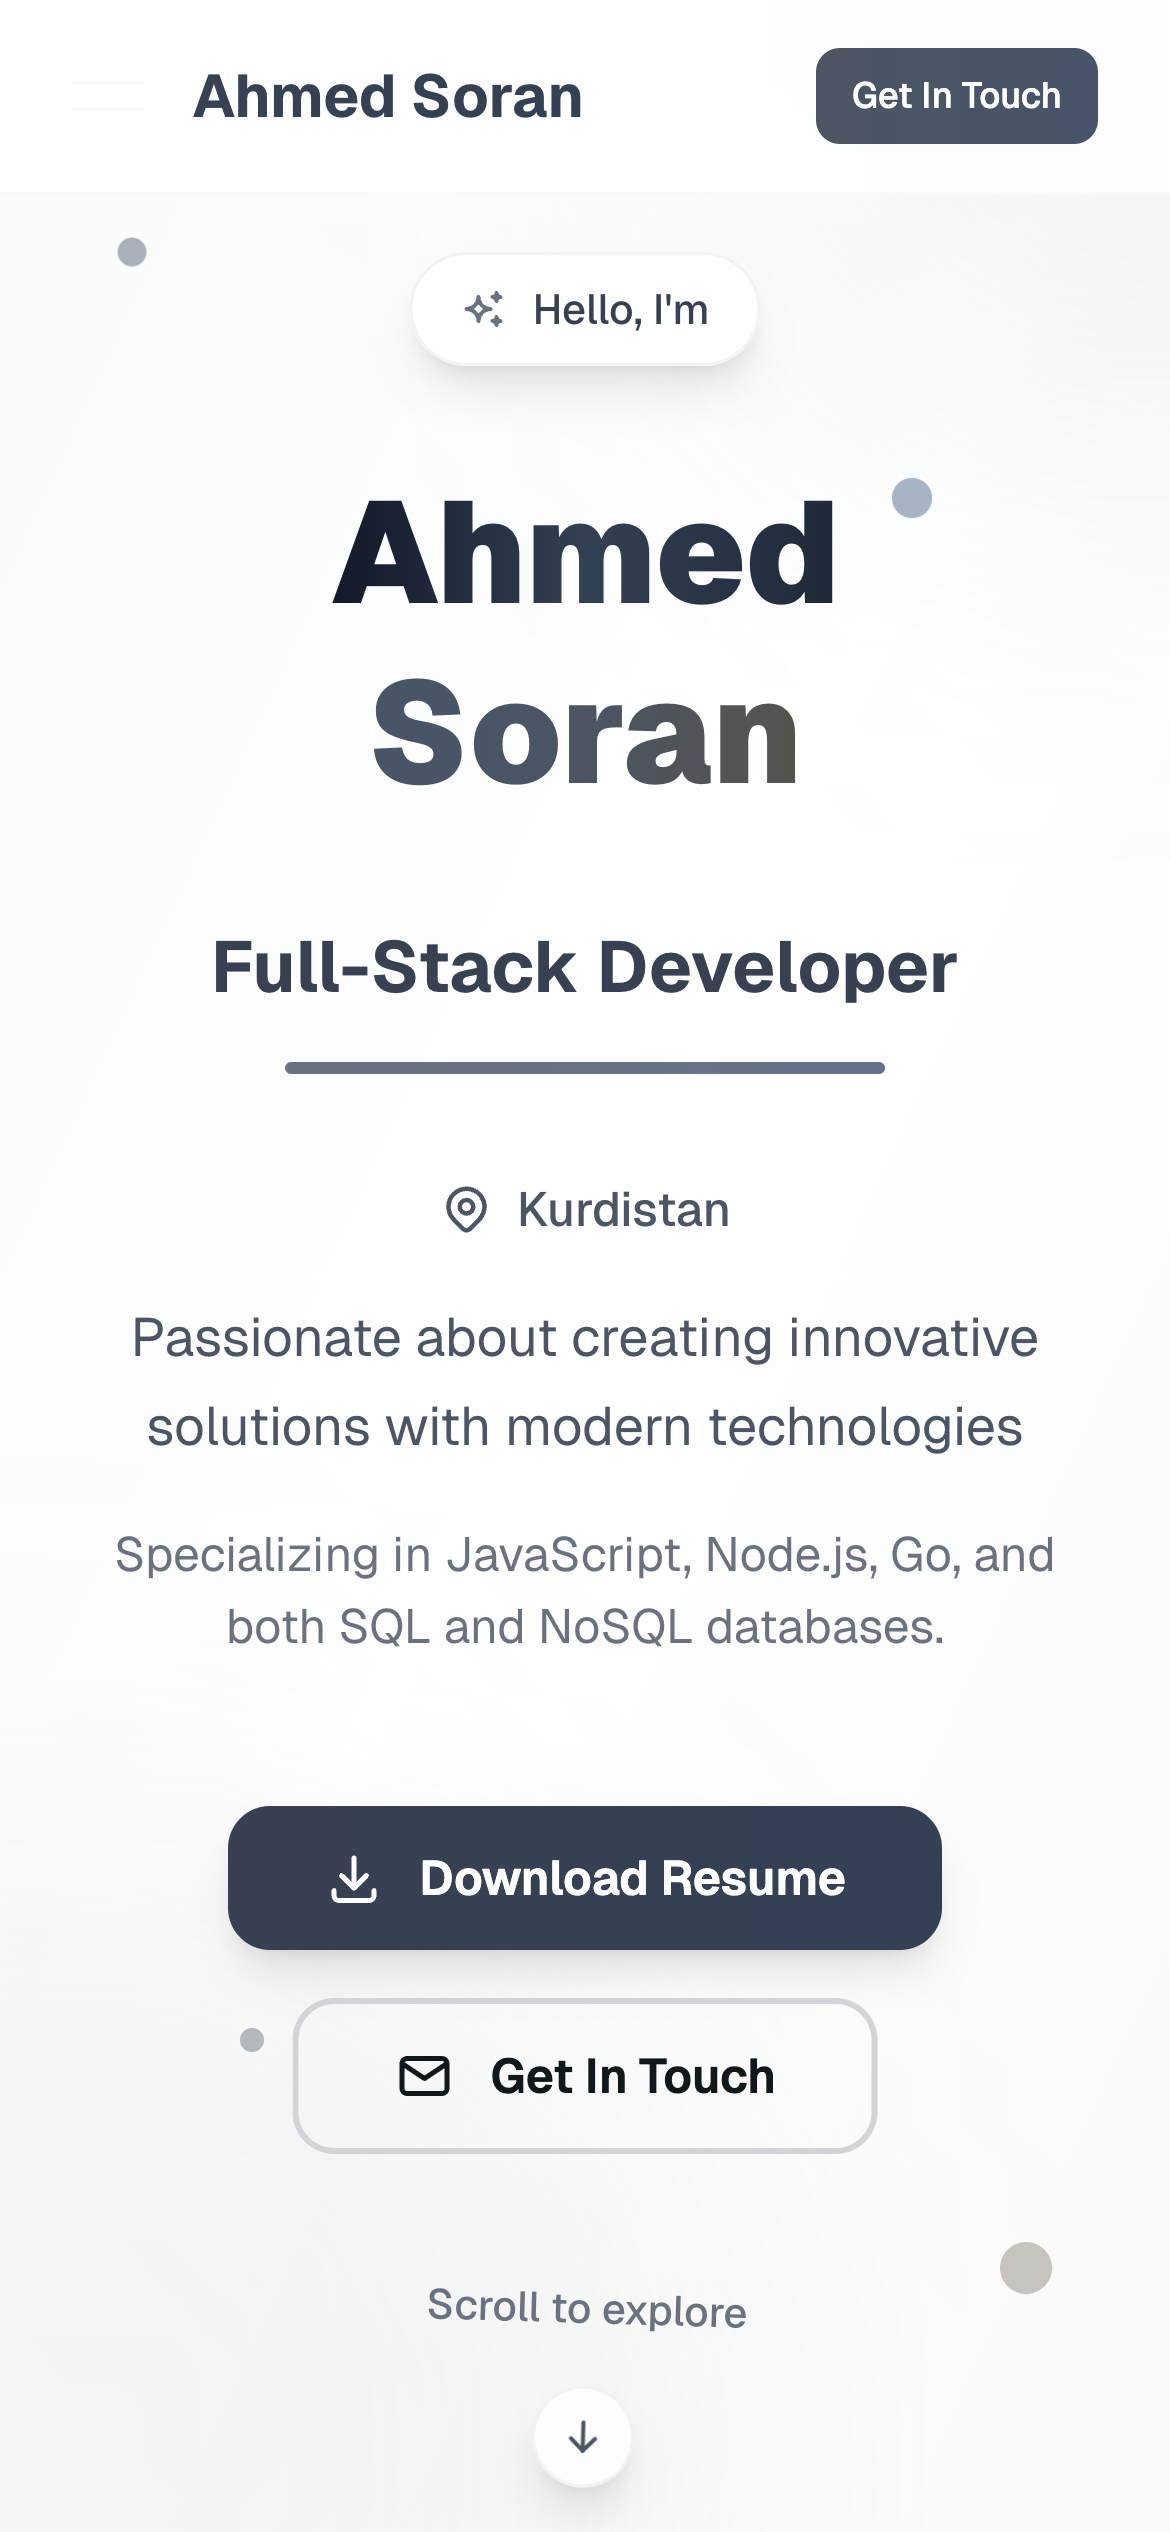 Ahmed Soran
Get In Touch
Hello, I'm
Ahmed
Soran
Full-Stack Developer
Kurdistan
Passionate about creating innovative
solutions with modern technologies
Specializing in JavaScript, Node.js, Go, and
both SQL and NoSQL databases.
Download Resume
Get In Touch
Scroll to explore